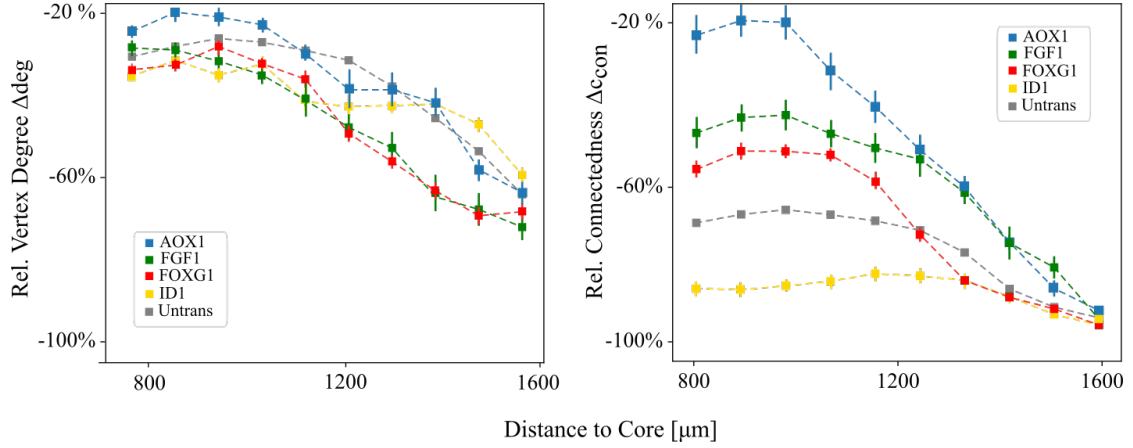 Rel. Vertex Degree Δdeg
-20 %
-60%
-100%
AOX1
FGF1
FOXG1
ID1
Untrans
800
1200
1600
Rel. Connectedness Δccon
-20 %
-60%
-100%
AOX1
FGF1
FOXG1
ID1
Untrans
800
1200
1600
Distance to Core [μm]